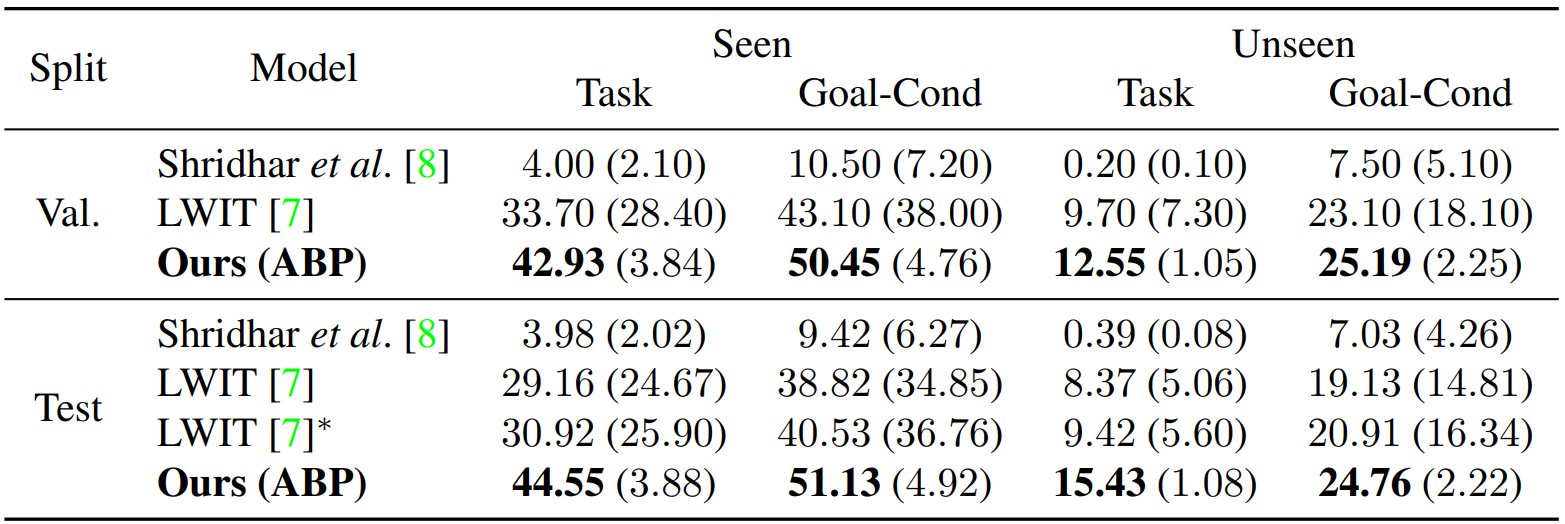 Split Model Seen Unseen
Task Goal-Cond Task Goal-Cond
Val. Shridhar et al. [8] 4.00 (2.10) 10.50 (7.20) 0.20 (0.10) 7.50 (5.10)
LWIT [7] 33.70 (28.40) 43.10 (38.00) 9.70 (7.30) 23.10 (18.10)
Ours (ABP) 42.93 (3.84) 50.45 (4.76) 12.55 (1.05) 25.19 (2.25)
Test Shridhar et al. [8] 3.98 (2.02) 9.42 (6.27) 0.39 (0.08) 7.03 (4.26)
LWIT [7] 29.16 (24.67) 38.82 (34.85) 8.37 (5.06) 19.13 (14.81)
LWIT [7]* 30.92 (25.90) 40.53 (36.76) 9.42 (5.60) 20.91 (16.34)
Ours (ABP) 44.55 (3.88) 51.13 (4.92) 15.43 (1.08) 24.76 (2.22)